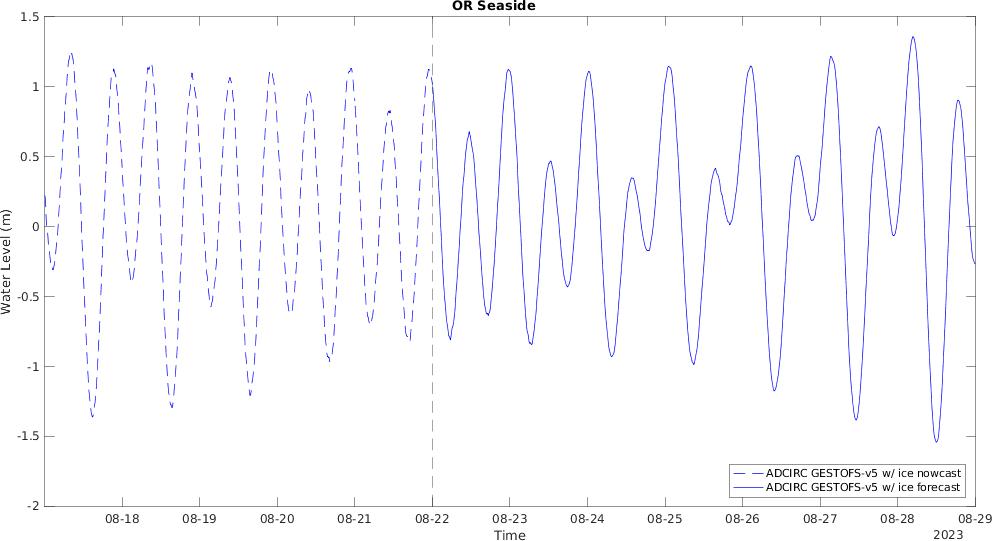 OR Seaside
1.5
1
0.5
0
-0.5
-1
-1.5
-2
Water Level (m)
ADCIRC GESTOFS-v5 w/ ice nowcast
ADCIRC GESTOFS-v5 w/ ice forecast
08-18 08-19 08-20 08-21 08-22 08-23 08-24 08-25 08-26 08-27 08-28 08-29
Time
2023